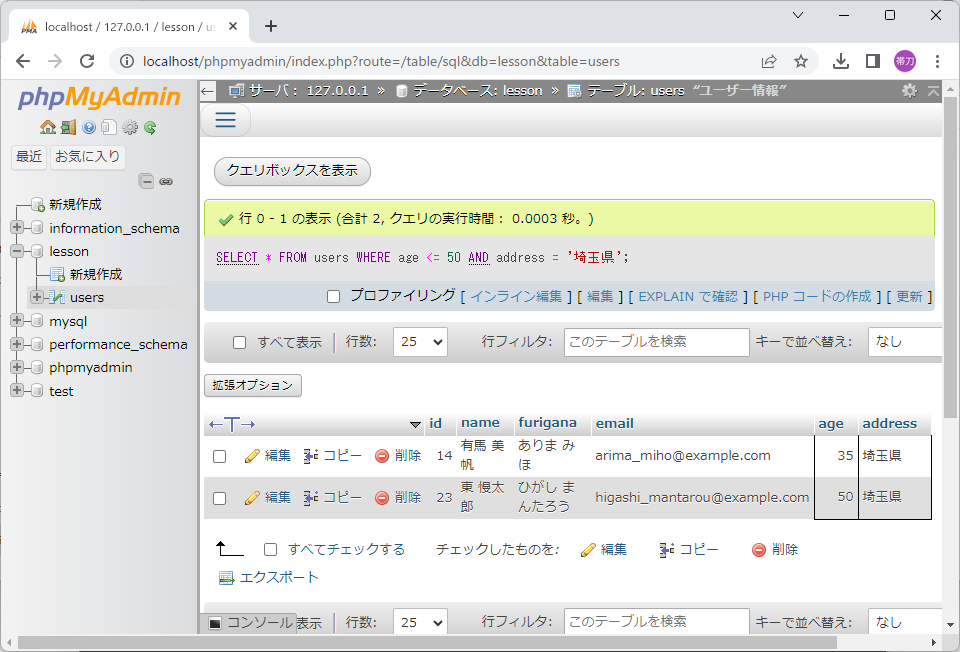 localhost / 127.0.0.1 / lesson / us
localhost/phpmyadmin/index.php?route=/table/sql&db=lesson&table=users
帯刀
phpMyAdmin
最近 お気に入り
新規作成
information_schema
lesson
新規作成
users
mysql
performance_schema
phpmyadmin
test
サーバ: 127.0.0.1 » データベース: lesson » テーブル: users "ユーザー情報"
クエリボックスを表示
行 0 - 1 の表示 (合計 2, クエリの実行時間: 0.0003 秒。)
SELECT * FROM users WHERE age <= 50 AND address = '埼玉県';
プロファイリング [ インライン編集 ] [ 編集 ] [ EXPLAIN で確認 ] [ PHP コードの作成 ] [ 更新 ]
すべて表示 行数: 25 行フィルタ: このテーブルを検索 キーで並べ替え: なし
拡張オプション
id name furigana email age address
編集 コピー 削除 14 有馬 美帆 ありま みほ arima_miho@example.com 35 埼玉県
編集 コピー 削除 23 東 慢太郎 ひがし まんたろう higashi_mantarou@example.com 50 埼玉県
すべてチェックする チェックしたものを: 編集 コピー 削除
エクスポート
コンソール 表示 行数: 25 行フィルタ: このテーブルを検索 キーで並べ替え: なし